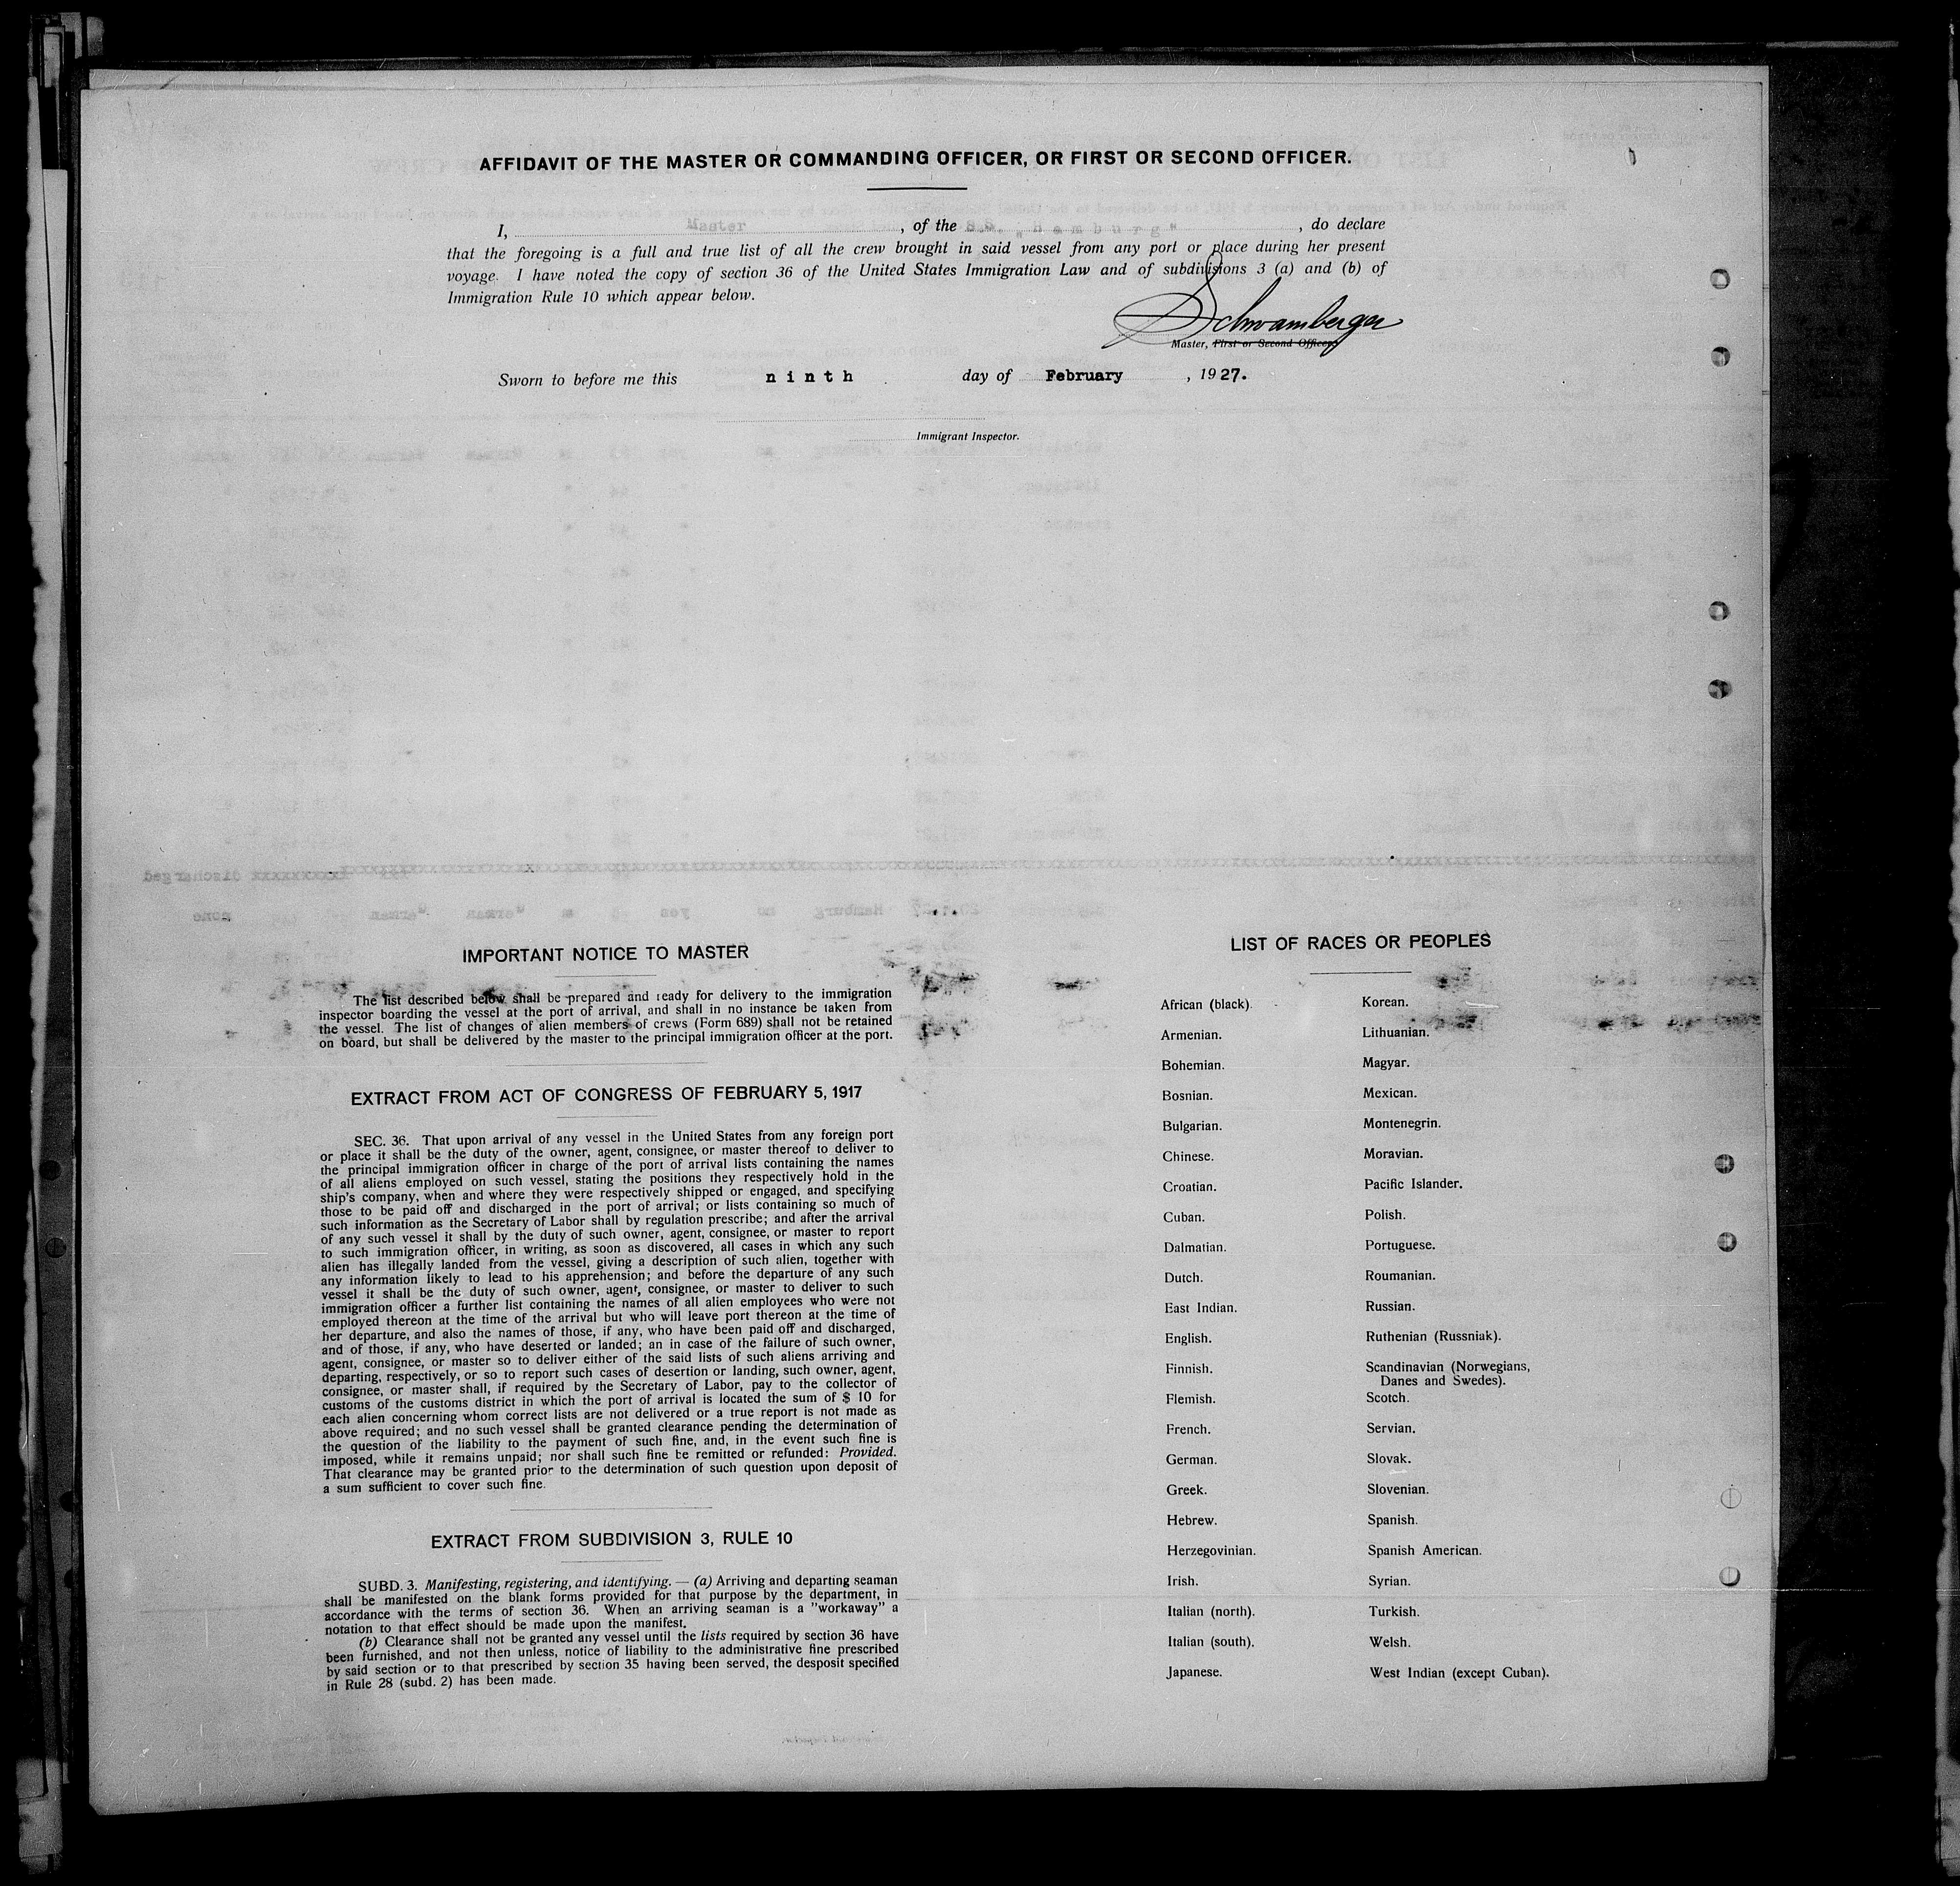 AFFIDAVIT OF THE MASTER OR COMMANDING OFFICER, OR FIRST OR SECOND OFFICER.
I, Master, of the S.S. "Hamburg", do declare
that the foregoing is a full and true list of all the crew brought in said vessel from any port or place during her present
voyage. I have noted the copy of section 36 of the United States Immigration Law and of subdivisions 3 (a) and (b) of
Immigration Rule 10 which appear below.
Schwamberger
Master, First or Second Officer.
Sworn to before me this ninth day of February, 1927.
Immigrant Inspector.
IMPORTANT NOTICE TO MASTER
The list described below shall be prepared and ready for delivery to the immigration
inspector boarding the vessel at the port of arrival, and shall in no instance be taken from
the vessel. The list of changes of alien members of crews (Form 689) shall not be retained
on board, but shall be delivered by the master to the principal immigration officer at the port.
EXTRACT FROM ACT OF CONGRESS OF FEBRUARY 5, 1917
SEC. 36. That upon arrival of any vessel in the United States from any foreign port
or place it shall be the duty of the owner, agent, consignee, or master thereof to deliver to
the principal immigration officer in charge of the port of arrival lists containing the names
of all aliens employed on such vessel, stating the positions they respectively hold in the
ship's company, when and where they were respectively shipped or engaged, and specifying
those to be paid off and discharged in the port of arrival; or lists containing so much of
such information as the Secretary of Labor shall by regulation prescribe; and after the arrival
of any such vessel it shall by the duty of such owner, agent, consignee, or master to report
to such immigration officer, in writing, as soon as discovered, all cases in which any such
alien has illegally landed from the vessel, giving a description of such alien, together with
any information likely to lead to his apprehension; and before the departure of any such
vessel it shall be the duty of such owner, agent, consignee, or master to deliver to such
immigration officer a further list containing the names of all alien employees who were not
employed thereon at the time of the arrival but who will leave port thereon at the time of
her departure, and also the names of those, if any, who have been paid off and discharged,
and of those, if any, who have deserted or landed; an in case of the failure of such owner,
agent, consignee, or master so to deliver either of the said lists of such aliens arriving and
departing, respectively, or so to report such cases of desertion or landing, such owner, agent,
consignee, or master shall, if required by the Secretary of Labor, pay to the collector of
customs of the customs district in which the port of arrival is located the sum of $ 10 for
each alien concerning whom correct lists are not delivered or a true report is not made as
above required; and no such vessel shall be granted clearance pending the determination of
the question of the liability to the payment of such fine, and, in the event such fine is
imposed, while it remains unpaid; nor shall such fine be remitted or refunded: Provided.
That clearance may be granted prior to the determination of such question upon deposit of
a sum sufficient to cover such fine.
EXTRACT FROM SUBDIVISION 3, RULE 10
SUBD. 3. Manifesting, registering, and identifying. — (a) Arriving and departing seaman
shall be manifested on the blank forms provided for that purpose by the department, in
accordance with the terms of section 36. When an arriving seaman is a "workaway" a
notation to that effect should be made upon the manifest.
(b) Clearance shall not be granted any vessel until the lists required by section 36 have
been furnished, and not then unless, notice of liability to the administrative fine prescribed
by said section or to that prescribed by section 35 having been served, the desposit specified
in Rule 28 (subd. 2) has been made.
LIST OF RACES OR PEOPLES
African (black).
Armenian.
Bohemian.
Bosnian.
Bulgarian.
Chinese.
Croatian.
Cuban.
Dalmatian.
Dutch.
East Indian.
English.
Finnish.
Flemish.
French.
German.
Greek.
Hebrew.
Herzegovinian.
Irish.
Italian (north).
Italian (south).
Japanese.
Korean.
Lithuanian.
Magyar.
Mexican.
Montenegrin.
Moravian.
Pacific Islander.
Polish.
Portuguese.
Roumanian.
Russian.
Ruthenian (Russniak).
Scandinavian (Norwegians,
Danes and Swedes).
Scotch.
Servian.
Slovak.
Slovenian.
Spanish.
Spanish American.
Syrian.
Turkish.
Welsh.
West Indian (except Cuban).